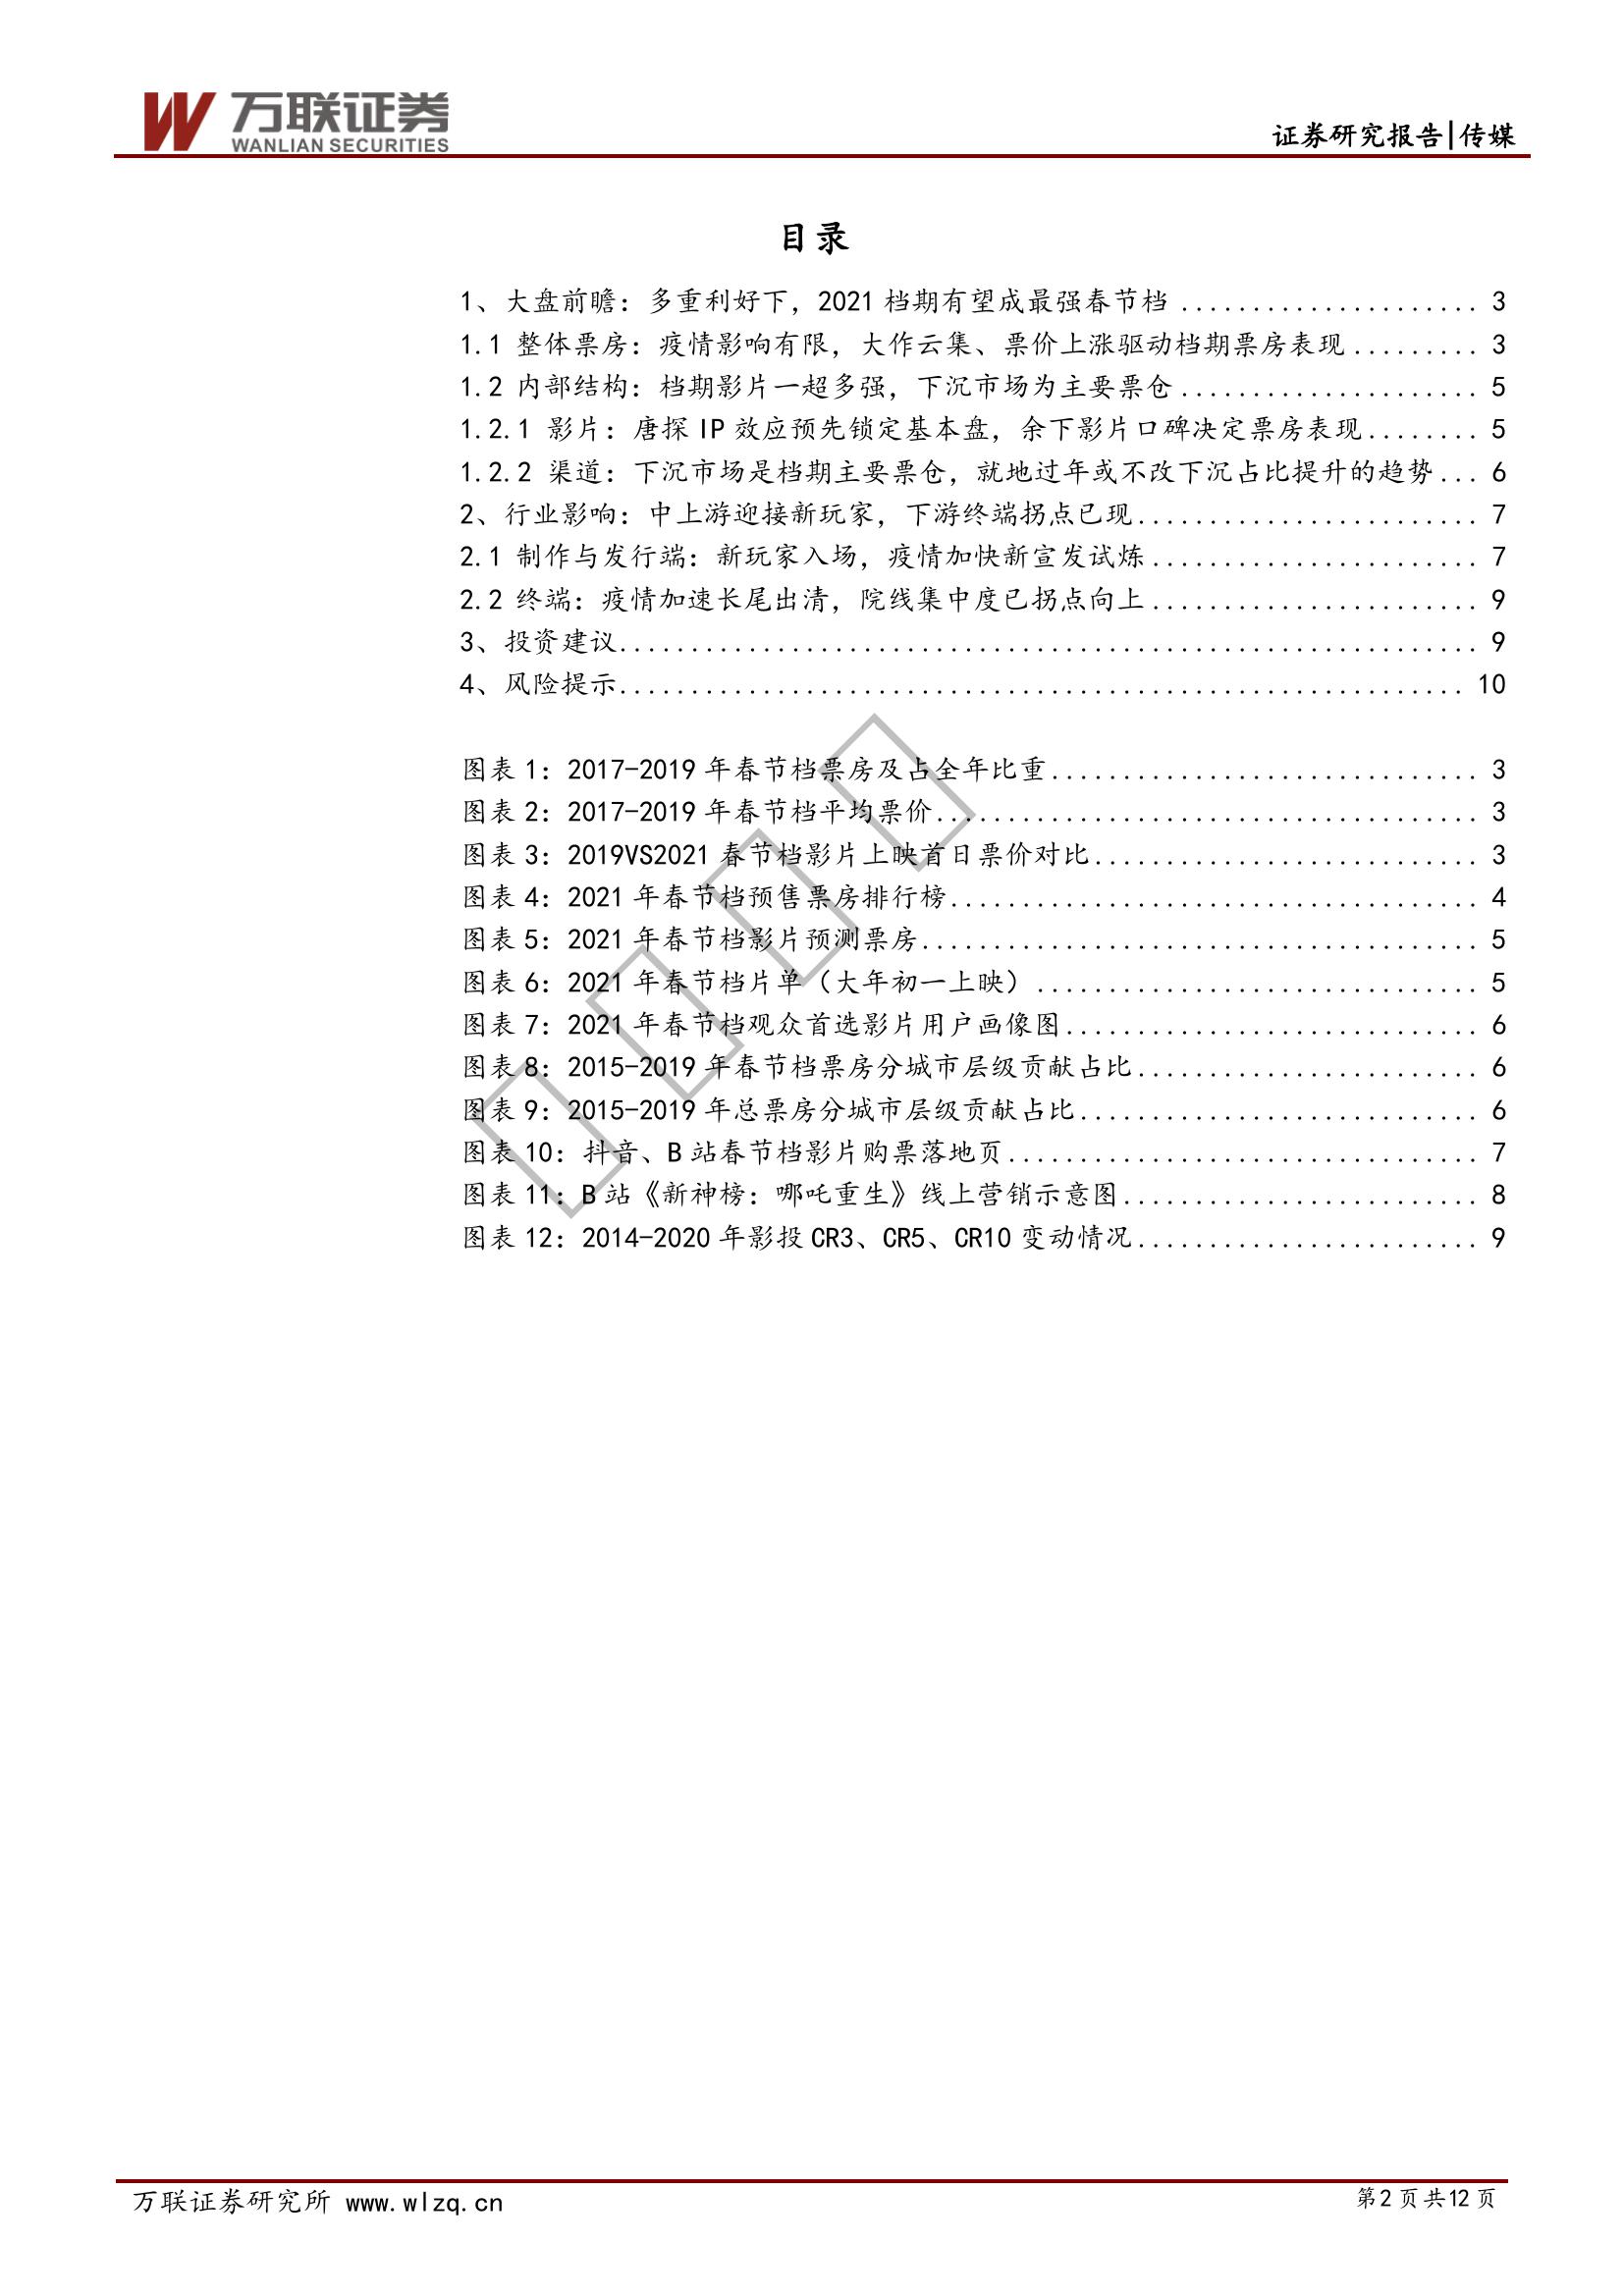 万联证券
WANLIAN SECURITIES
证券研究报告|传媒
目录
1、大盘前瞻：多重利好下，2021档期有望成最强春节档 ..................... 3
1.1 整体票房：疫情影响有限，大作云集、票价上涨驱动档期票房表现......... 3
1.2 内部结构：档期影片一超多强，下沉市场为主要票仓...................... 5
1.2.1 影片：唐探 IP 效应预先锁定基本盘，余下影片口碑决定票房表现........ 5
1.2.2 渠道：下沉市场是档期主要票仓，就地过年或不改下沉占比提升的趋势... 6
2、行业影响：中上游迎接新玩家，下游终端拐点已现........................ 7
2.1 制作与发行端：新玩家入场，疫情加快新宣发试炼....................... 7
2.2 终端：疫情加速长尾出清，院线集中度已拐点向上....................... 9
3、投资建议............................................................ 9
4、风险提示........................................................... 10
图表 1：2017-2019 年春节档票房及占全年比重.............................. 3
图表 2：2017-2019 年春节档平均票价...................................... 3
图表 3：2019VS2021 春节档影片上映首日票价对比........................... 3
图表 4：2021 年春节档预售票房排行榜..................................... 4
图表 5：2021 年春节档影片预测票房....................................... 5
图表 6：2021 年春节档片单（大年初一上映）............................... 5
图表 7：2021 年春节档观众首选影片用户画像图............................. 6
图表 8：2015-2019 年春节档票房分城市层级贡献占比........................ 6
图表 9：2015-2019 年总票房分城市层级贡献占比............................ 6
图表 10：抖音、B 站春节档影片购票落地页................................. 7
图表 11：B 站《新神榜：哪吒重生》线上营销示意图......................... 8
图表 12：2014-2020 年影投 CR3、CR5、CR10 变动情况........................ 9
万联证券研究所 www.wlzq.cn
第2页共12页